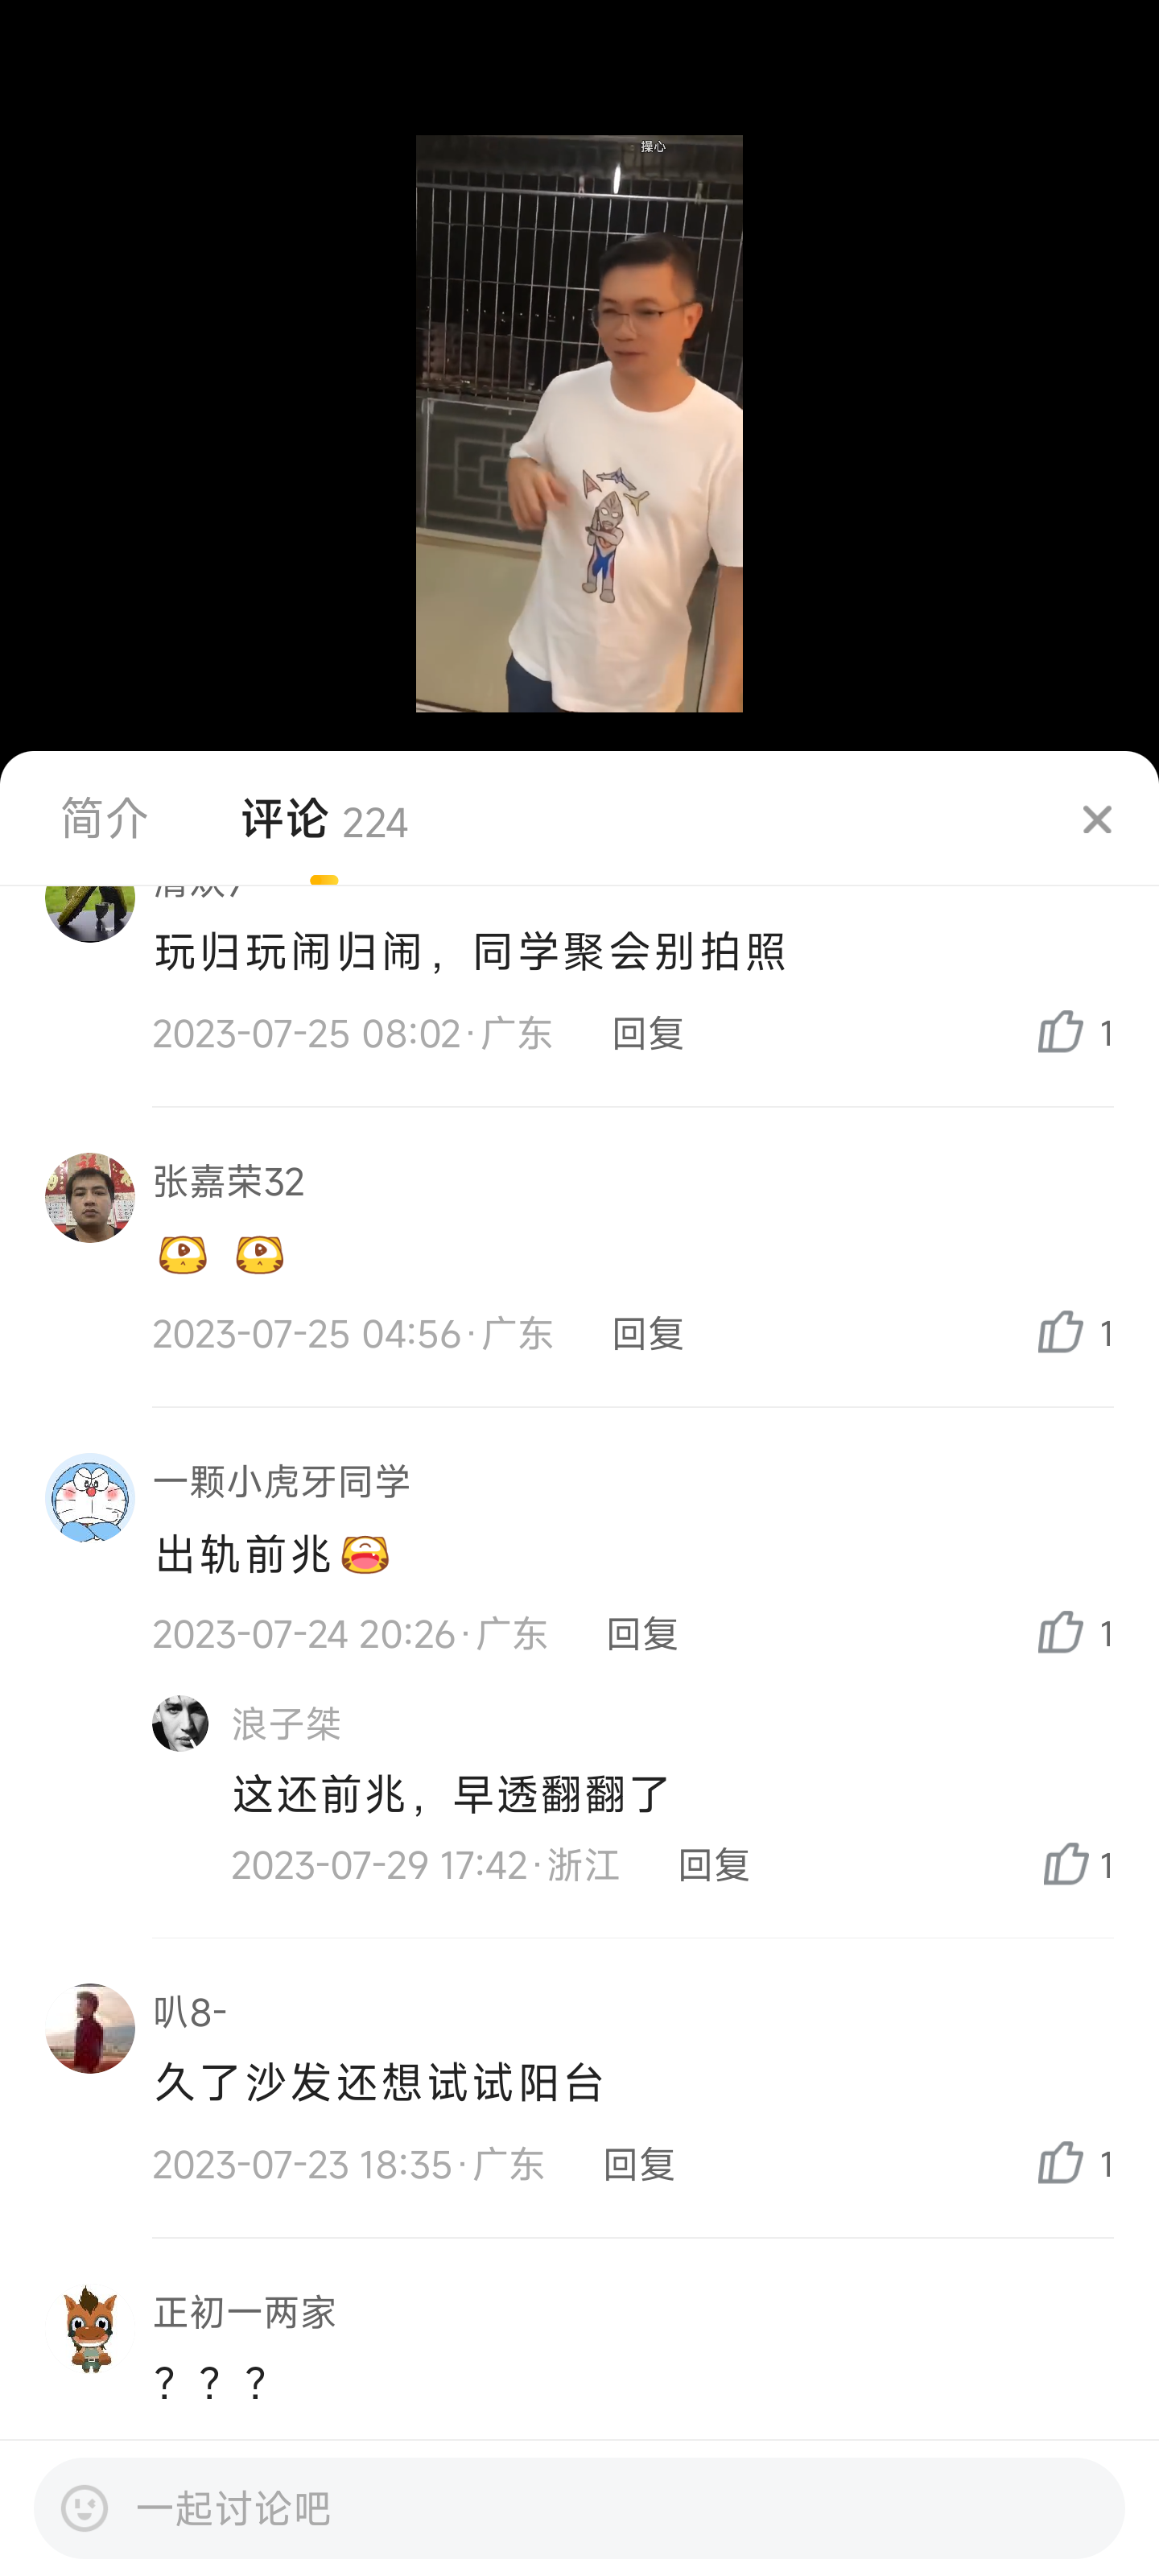 操心
简介
评论 224
玩归玩闹归闹，同学聚会别拍照
2023-07-25 08:02·广东 回复 1
张嘉荣32
2023-07-25 04:56·广东 回复 1
一颗小虎牙同学
出轨前兆
2023-07-24 20:26·广东 回复 1
浪子桀
这还前兆，早透翻翻了
2023-07-29 17:42·浙江 回复 1
叭8-
久了沙发还想试试阳台
2023-07-23 18:35·广东 回复 1
正初一两家
？？？
一起讨论吧